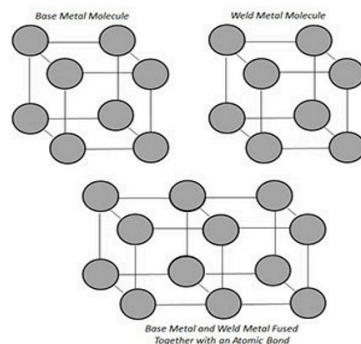 Base Metal Molecule
Weld Metal Molecule
Base Metal and Weld Metal Fused
Together with an Atomic Bond